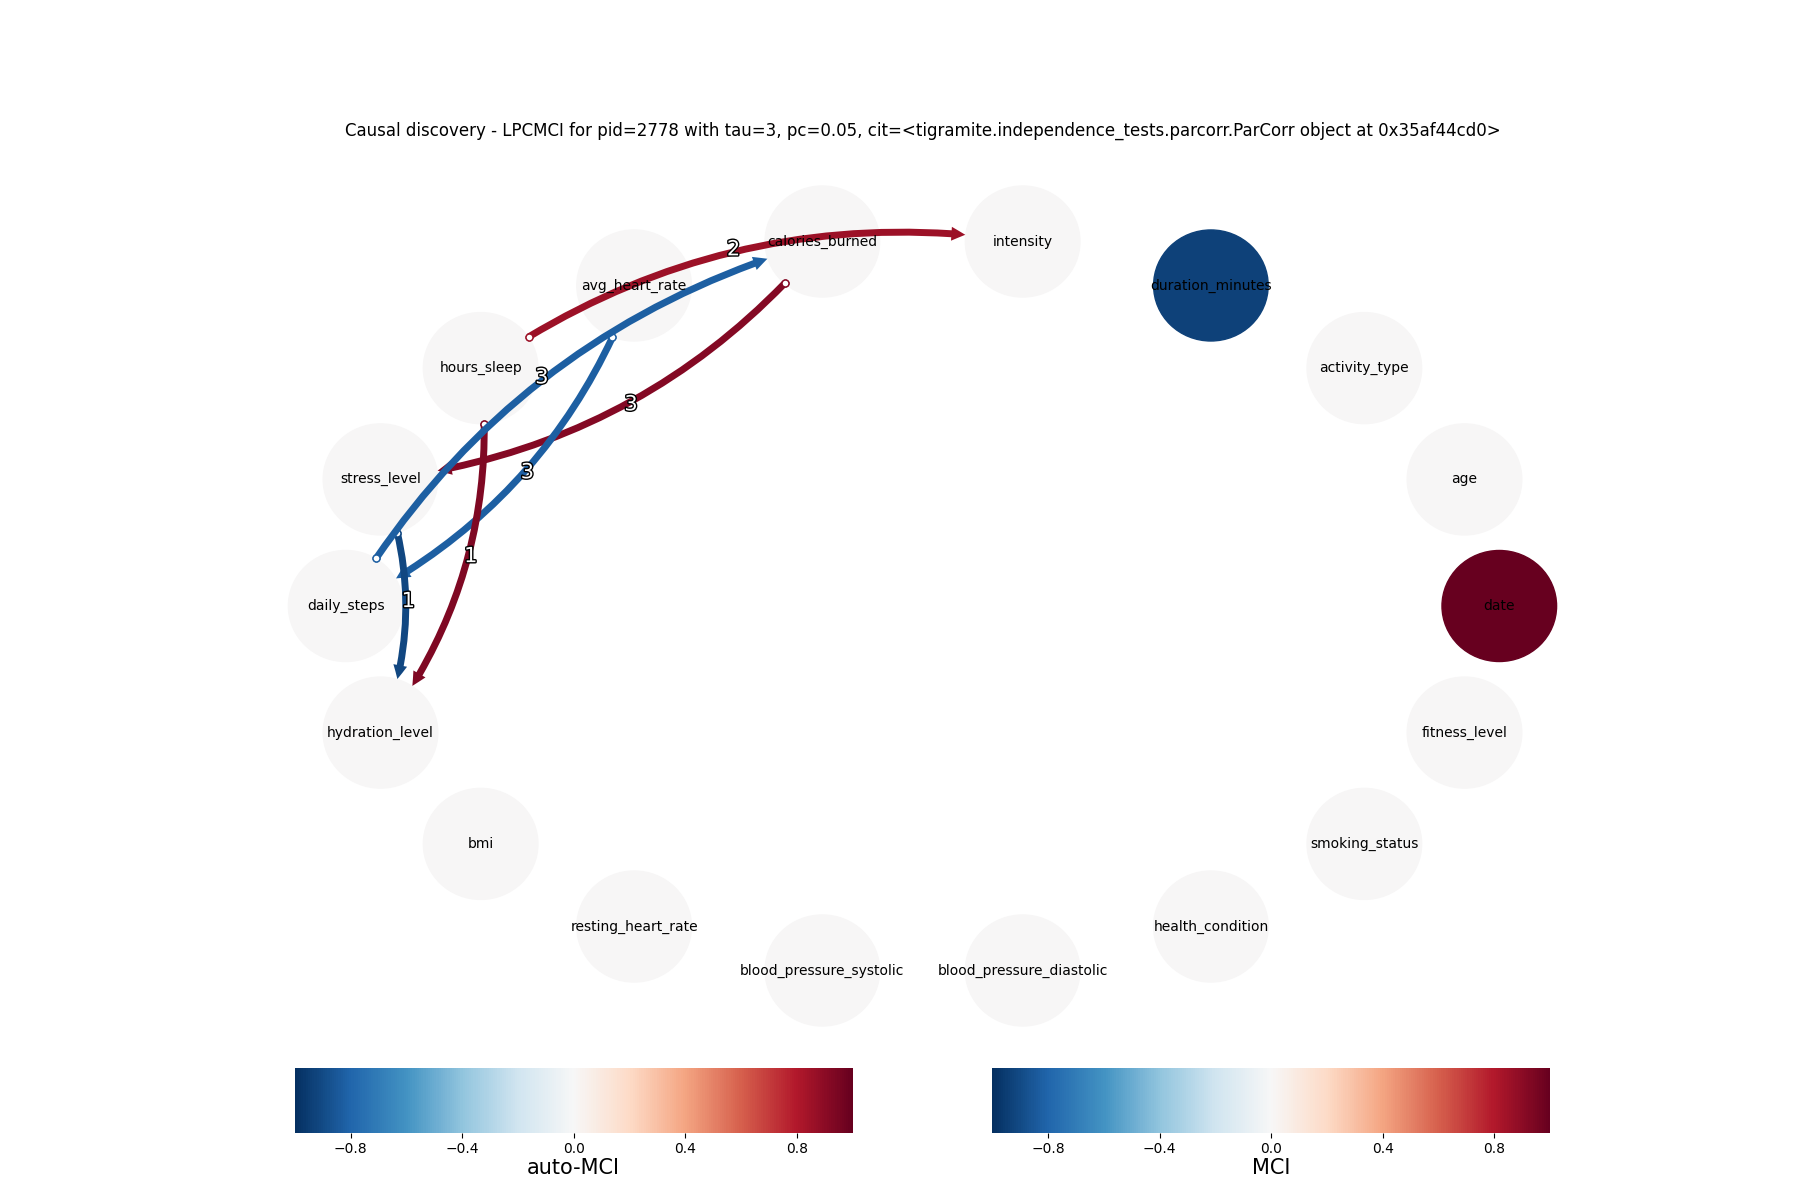 Causal discovery - LPCMCI for pid=2778 with tau=3, pc=0.05, cit=<tigramite.independence_tests.parcorr.ParCorr object at 0x35af44cd0>
calories_burned
intensity
2
avg_heart_rate
duration_minutes
hours_sleep
3
activity_type
3
stress_level
3
age
1
daily_steps
1
date
hydration_level
fitness_level
bmi
smoking_status
resting_heart_rate
health_condition
blood_pressure_systolic
blood_pressure_diastolic
−0.8 −0.4 0.0 0.4 0.8
auto-MCI
−0.8 −0.4 0.0 0.4 0.8
MCI